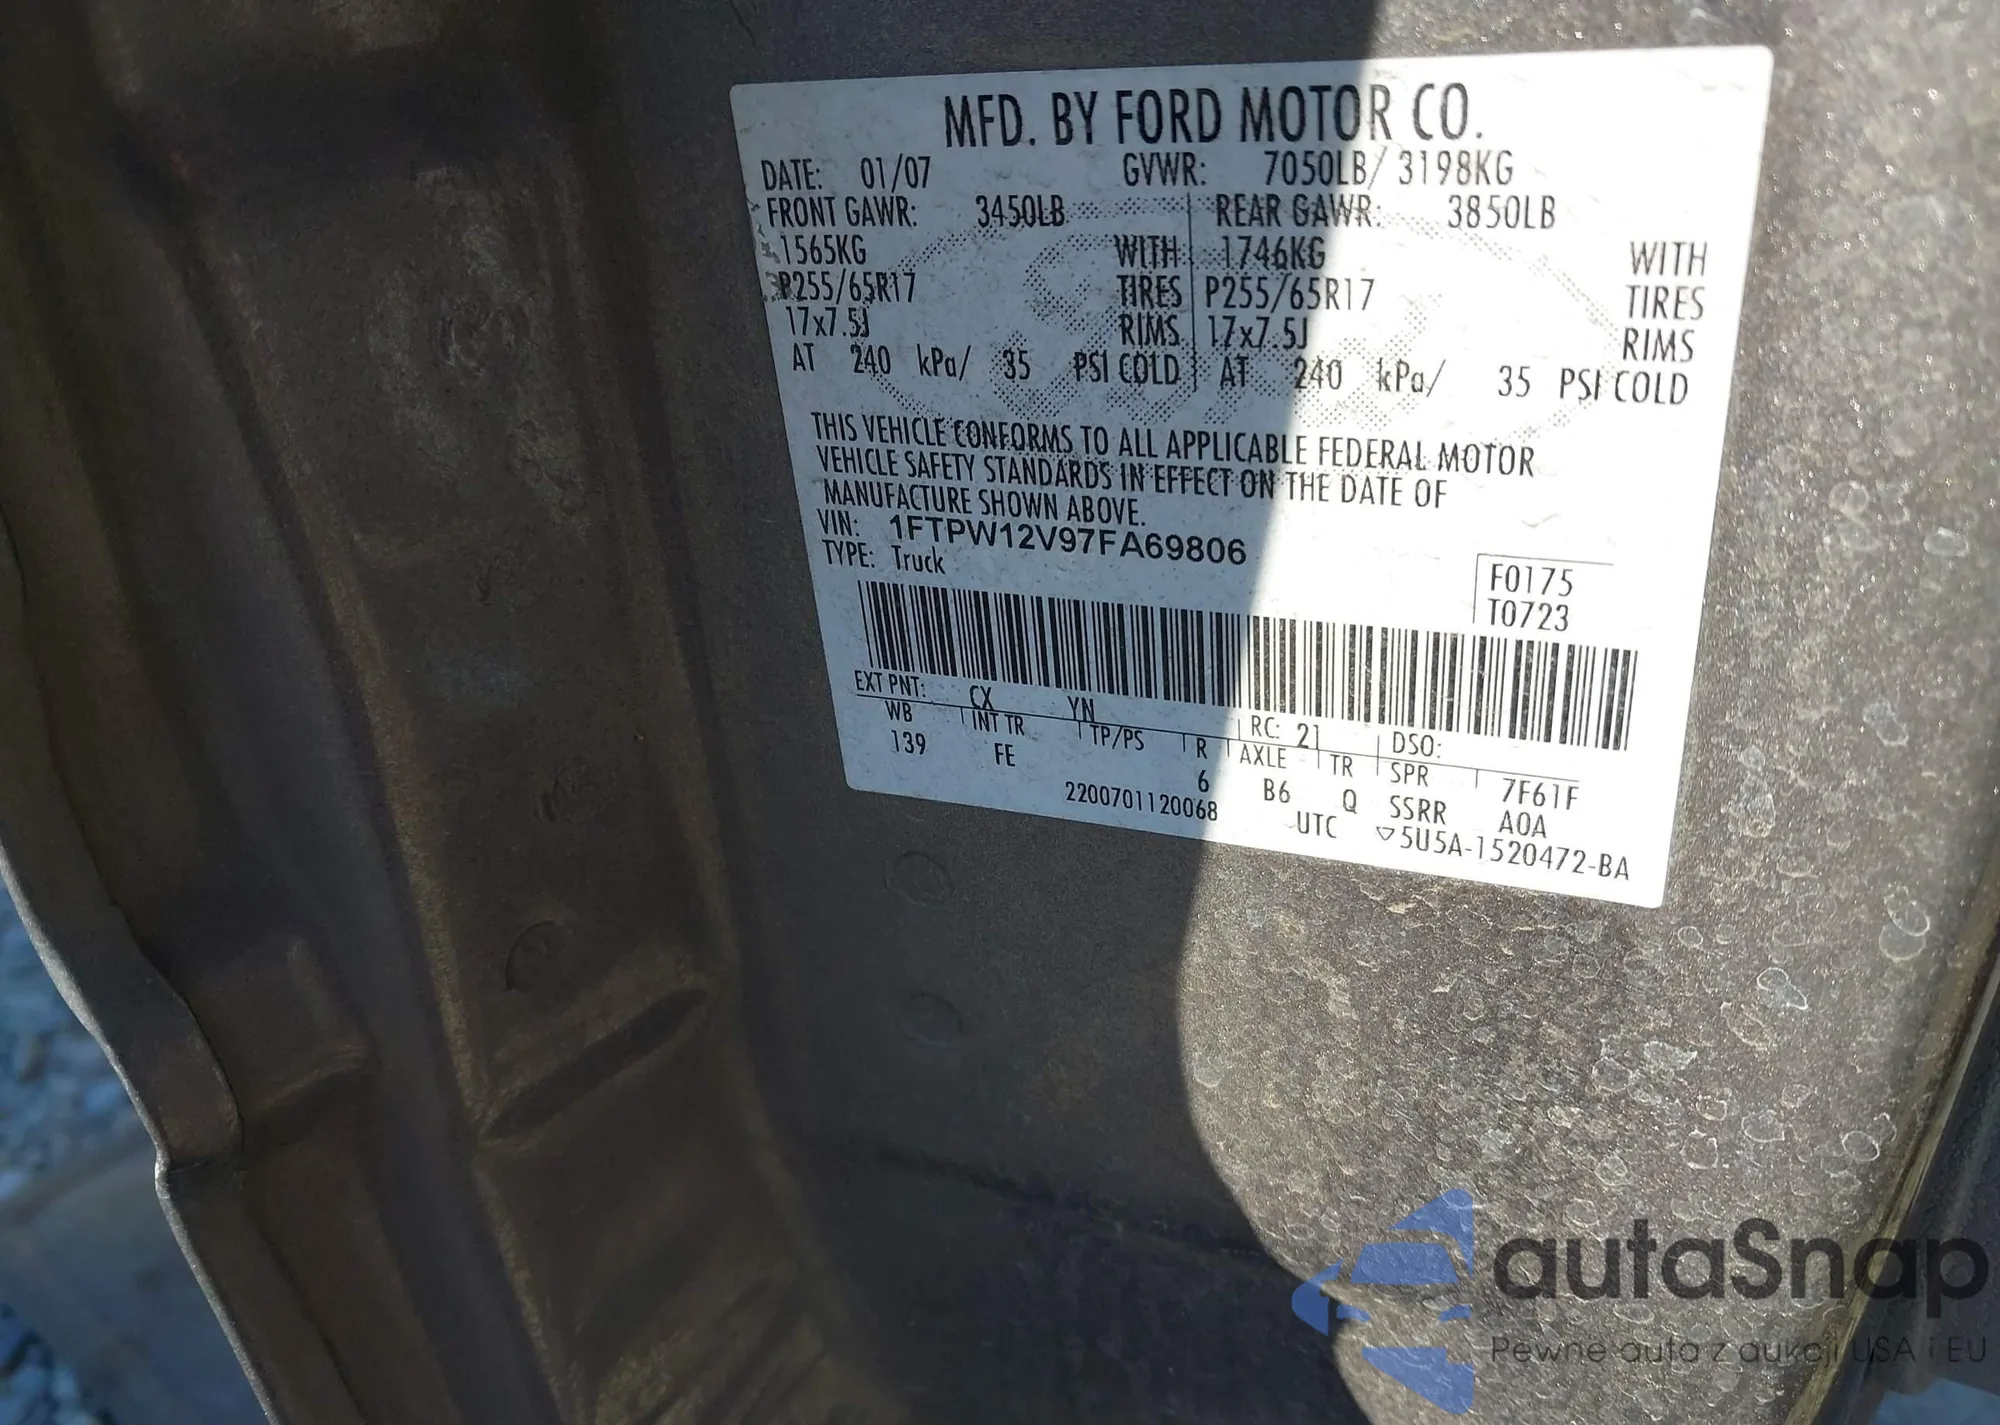 MFD. BY FORD MOTOR CO.
DATE: 01/07 GVWR: 7050LB/ 3198KG
FRONT GAWR: 3450LB REAR GAWR: 3850LB
1565KG WITH 1746KG WITH
P255/65R17 TIRES P255/65R17 TIRES
17x7.5J RIMS 17x7.5J RIMS
AT 240 kPa/ 35 PSI COLD AT 240 kPa/ 35 PSI COLD
THIS VEHICLE CONFORMS TO ALL APPLICABLE FEDERAL MOTOR
VEHICLE SAFETY STANDARDS IN EFFECT ON THE DATE OF
MANUFACTURE SHOWN ABOVE.
VIN: 1FTPW12V97FA69806
TYPE: Truck
F0175
T0723
EXT PNT: CX YN RC: 21 DSO:
WB INT TR TP/PS R AXLE TR SPR 7F61F
139 FE 6 B6 Q SSRR A0A
2200701120068 UTC ▽5U5A-1520472-BA
autaSnap
Pewne auta z aukcji USA i EU